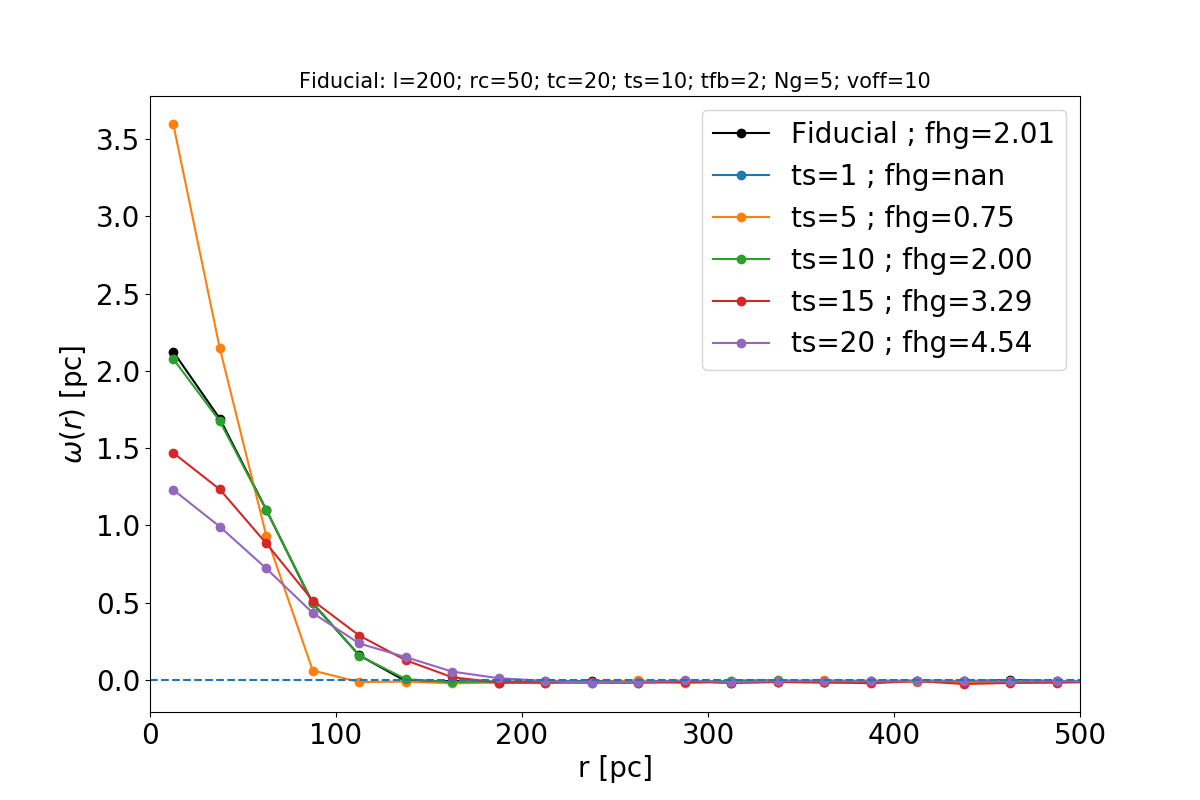 Fiducial: l=200; rc=50; tc=20; ts=10; tfb=2; Ng=5; voff=10
3.5
3.0
2.5
2.0
1.5
1.0
0.5
0.0
ω(r) [pc]
Fiducial ; fhg=2.01
ts=1 ; fhg=nan
ts=5 ; fhg=0.75
ts=10 ; fhg=2.00
ts=15 ; fhg=3.29
ts=20 ; fhg=4.54
0 100 200 300 400 500
r [pc]